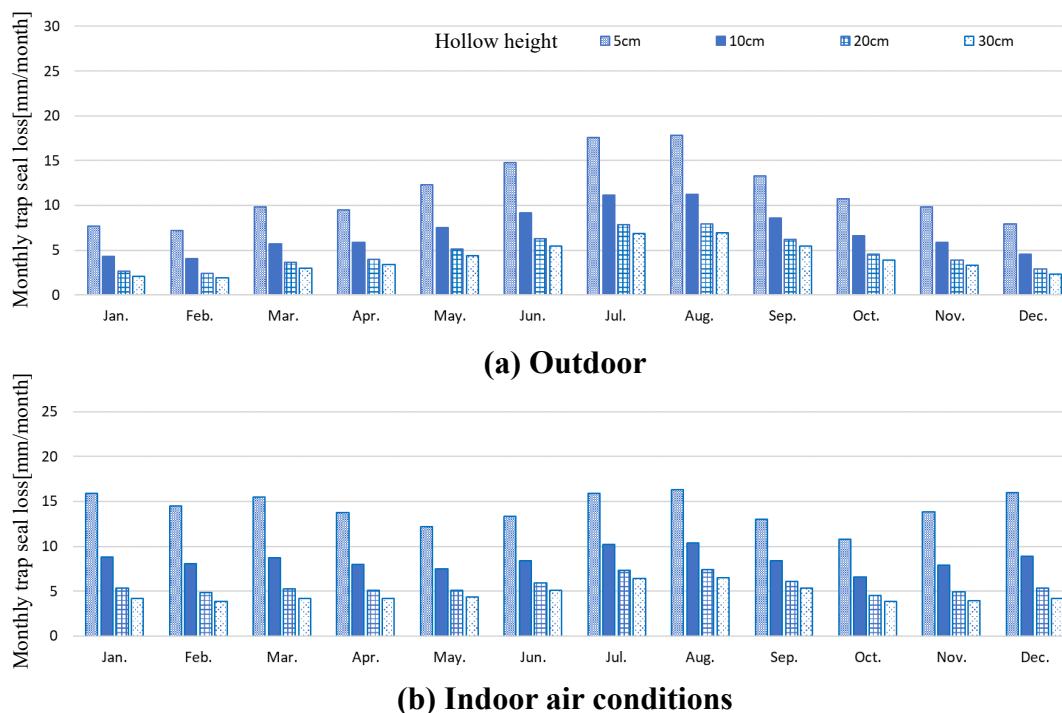 Monthly trap seal loss[mm/month]
30
25
20
15
10
5
0
Hollow height 5cm 10cm 20cm 30cm
Jan. Feb. Mar. Apr. May. Jun. Jul. Aug. Sep. Oct. Nov. Dec.
(a) Outdoor
Monthly trap seal loss[mm/month]
25
20
15
10
5
0
Jan. Feb. Mar. Apr. May. Jun. Jul. Aug. Sep. Oct. Nov. Dec.
(b) Indoor air conditions